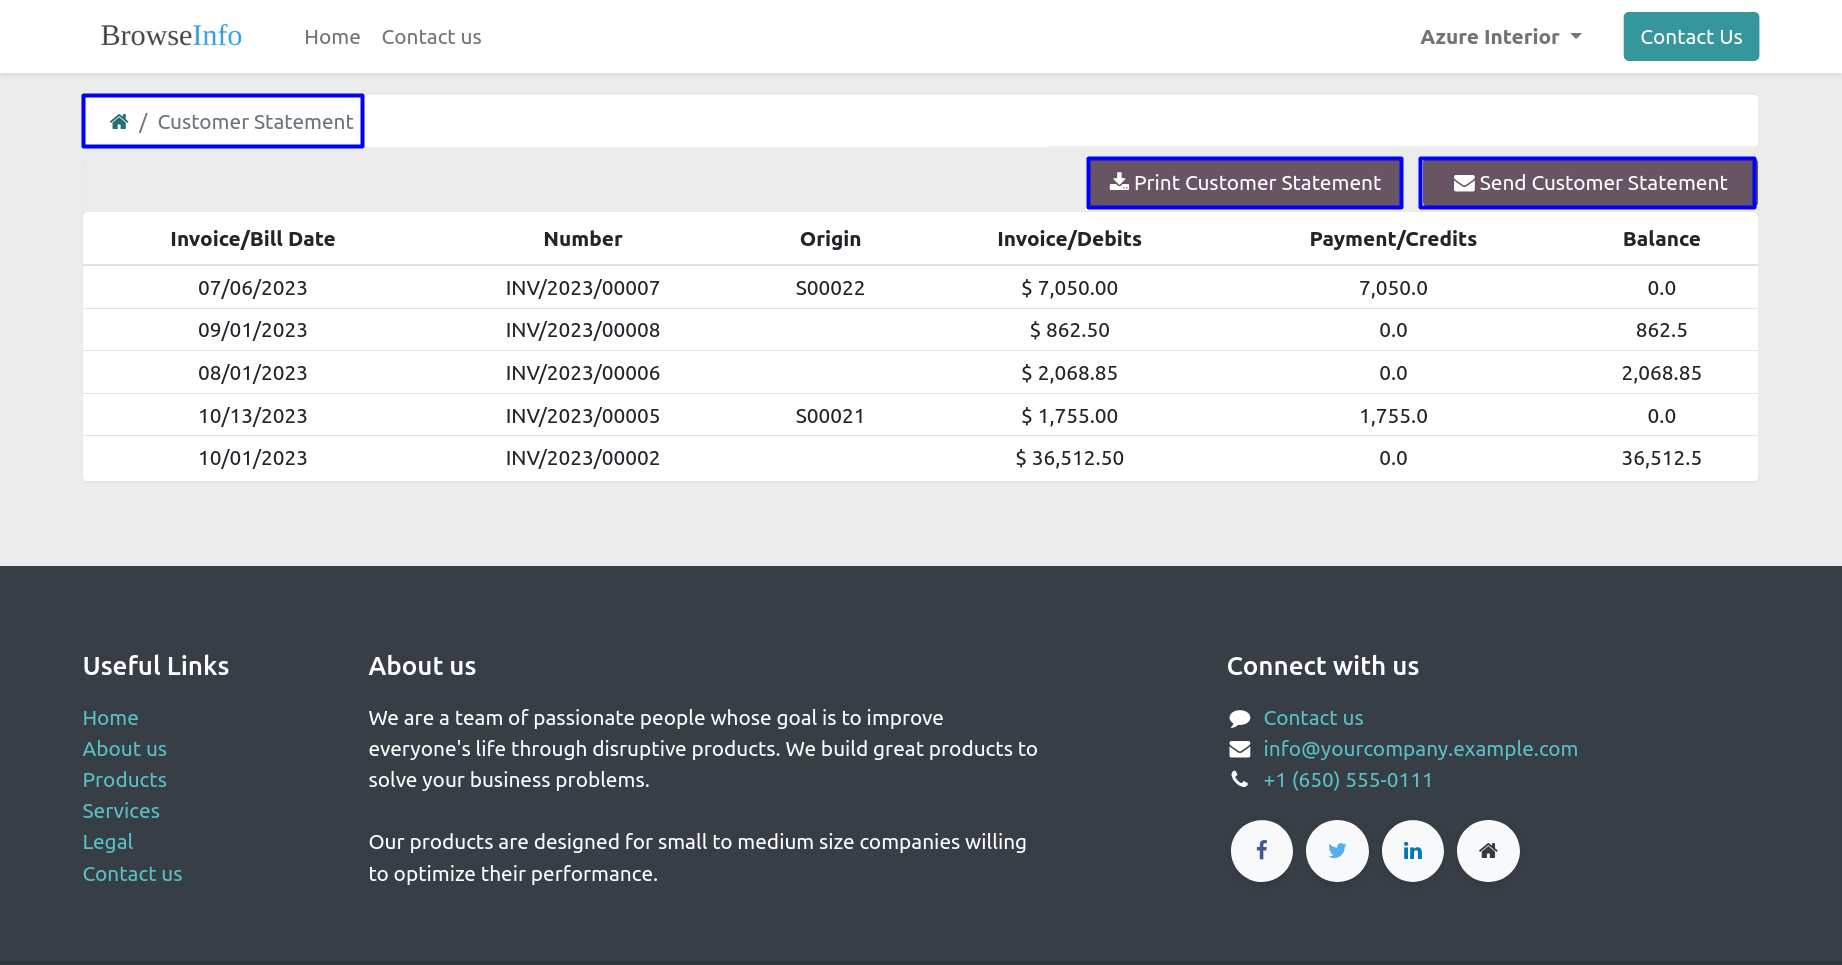 BrowseInfo Home Contact us Azure Interior Contact Us
/ Customer Statement
Print Customer Statement Send Customer Statement
Invoice/Bill Date Number Origin Invoice/Debits Payment/Credits Balance
07/06/2023 INV/2023/00007 S00022 $ 7,050.00 7,050.0 0.0
09/01/2023 INV/2023/00008 $ 862.50 0.0 862.5
08/01/2023 INV/2023/00006 $ 2,068.85 0.0 2,068.85
10/13/2023 INV/2023/00005 S00021 $ 1,755.00 1,755.0 0.0
10/01/2023 INV/2023/00002 $ 36,512.50 0.0 36,512.5
Useful Links
Home
About us
Products
Services
Legal
Contact us
About us
We are a team of passionate people whose goal is to improve
everyone's life through disruptive products. We build great products to
solve your business problems.
Our products are designed for small to medium size companies willing
to optimize their performance.
Connect with us
Contact us
info@yourcompany.example.com
+1 (650) 555-0111